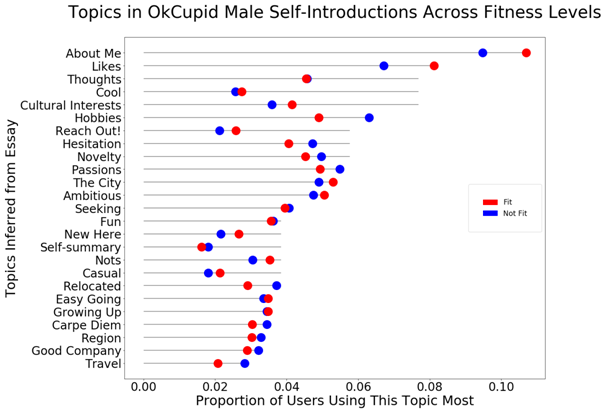 Topics in OkCupid Male Self-Introductions Across Fitness Levels
Topics Inferred from Essay
About Me
Likes
Thoughts
Cool
Cultural Interests
Hobbies
Reach Out!
Hesitation
Novelty
Passions
The City
Ambitious
Seeking
Fun
New Here
Self-summary
Nots
Casual
Relocated
Easy Going
Growing Up
Carpe Diem
Region
Good Company
Travel
Fit
Not Fit
0.00 0.02 0.04 0.06 0.08 0.10
Proportion of Users Using This Topic Most